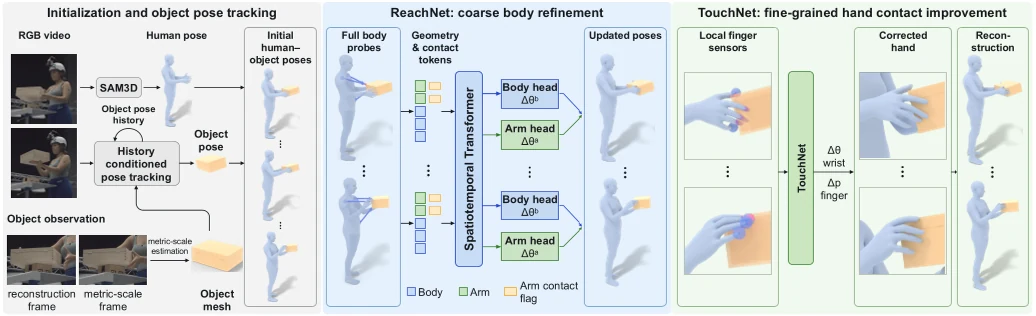 Initialization and object pose tracking
RGB video
Human pose
Initial
human–
object poses
SAM3D
Object pose
history
History
conditioned
pose tracking
Object
pose
Object observation
metric-scale
estimation
reconstruction
frame
metric-scale
frame
Object
mesh
ReachNet: coarse body refinement
Full body
probes
Geometry
& contact
tokens
Updated poses
Spatiotemporal Transformer
Body head
Δθᵇ
Arm head
Δθᵃ
Body head
Δθᵇ
Arm head
Δθᵃ
Body
Arm
Arm contact
flag
TouchNet: fine-grained hand contact improvement
Local finger
sensors
Corrected
hand
Recon-
struction
TouchNet
Δθ
wrist
Δp
finger